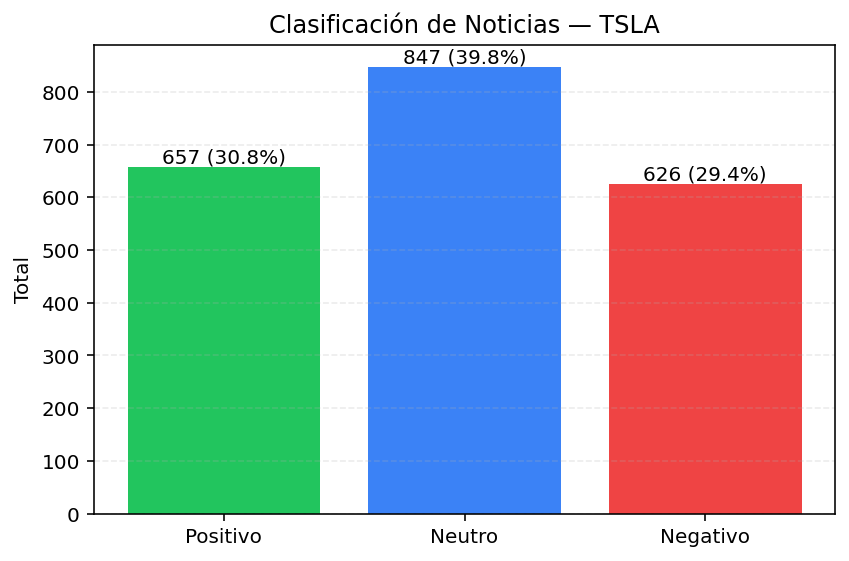 Clasificación de Noticias — TSLA
847 (39.8%)
657 (30.8%)
626 (29.4%)
Total
800
700
600
500
400
300
200
100
0
Positivo
Neutro
Negativo